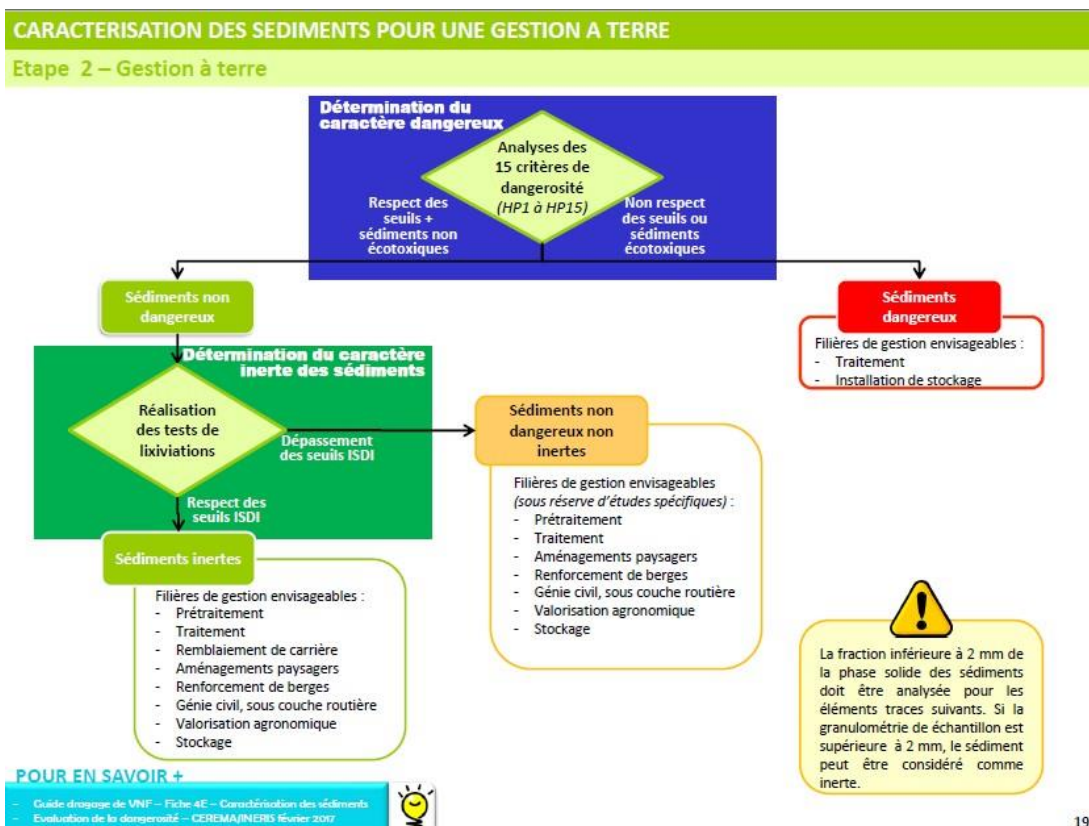 CARACTERISATION DES SEDIMENTS POUR UNE GESTION A TERRE
Etape 2 – Gestion à terre
Détermination du
caractère dangereux
Analyses des
15 critères de
dangerosité
(HP1 à HP15)
Respect des
seuils +
sédiments non
écotoxiques
Non respect
des seuils ou
sédiments
écotoxiques
Sédiments non
dangereux
Sédiments
dangereux
Filières de gestion envisageables :
- Traitement
- Installation de stockage
Détermination du caractère
inerte des sédiments
Réalisation
des tests de
lixiviations
Dépassement
des seuils ISDI
Respect des
seuils ISDI
Sédiments non
dangereux non
inertes
Filières de gestion envisageables
(sous réserve d'études spécifiques) :
- Prétraitement
- Traitement
- Aménagements paysagers
- Renforcement de berges
- Génie civil, sous couche routière
- Valorisation agronomique
- Stockage
Sédiments inertes
Filières de gestion envisageables :
- Prétraitement
- Traitement
- Remblaiement de carrière
- Aménagements paysagers
- Renforcement de berges
- Génie civil, sous couche routière
- Valorisation agronomique
- Stockage
La fraction inférieure à 2 mm de
la phase solide des sédiments
doit être analysée pour les
éléments traces suivants. Si la
granulométrie de échantillon est
supérieure à 2 mm, le sédiment
peut être considéré comme
inerte.
POUR EN SAVOIR +
- Guide dragage de VNF – Fiche 4E – Caractérisation des sédiments
- Evaluation de la dangerosité – CEREMA/INERIS février 2017
19